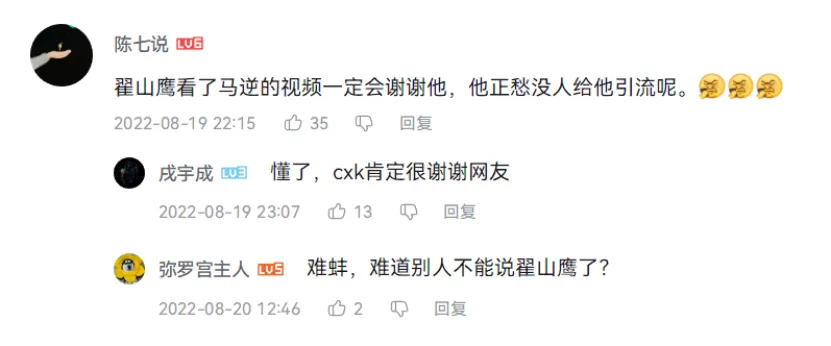 陈七说 LV6
翟山鹰看了马逆的视频一定会谢谢他，他正愁没人给他引流呢。
2022-08-19 22:15 35 回复
戌宇成 LV3 懂了，cxk肯定很谢谢网友
2022-08-19 23:07 13 回复
弥罗宫主人 LV5 难蚌，难道别人不能说翟山鹰了？
2022-08-20 12:46 2 回复